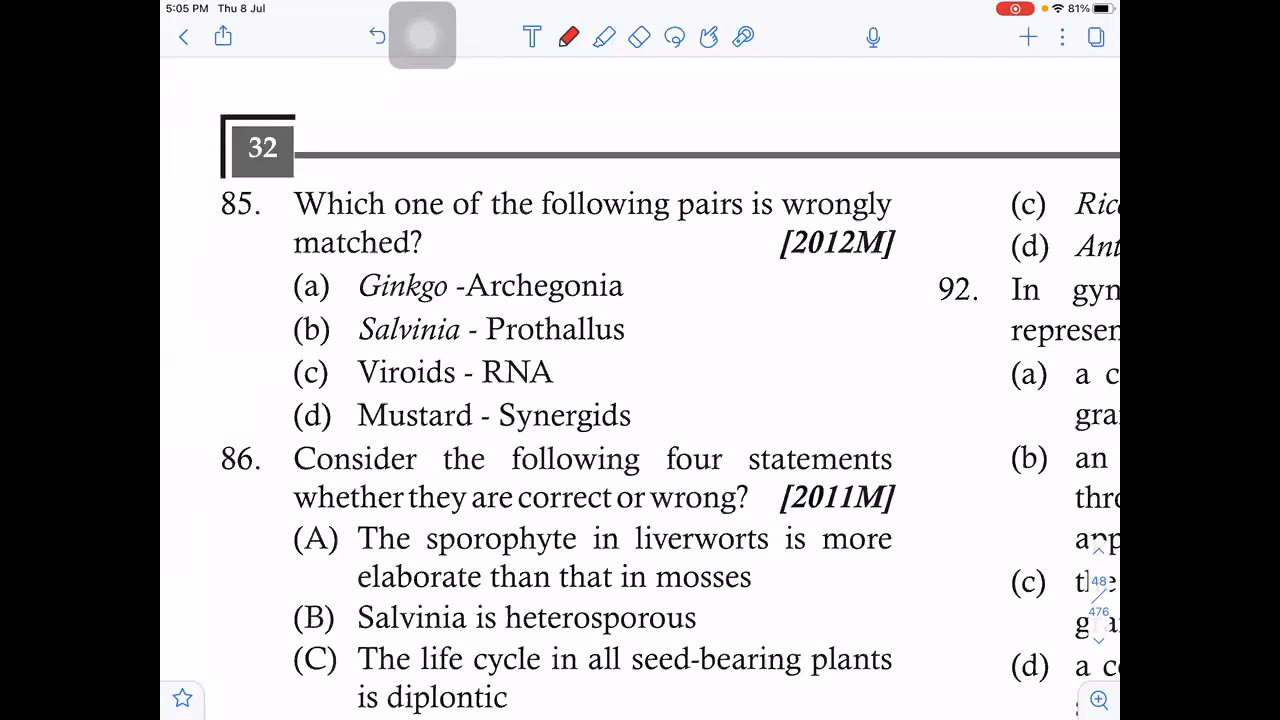 5:05 PM Thu 8 Jul
81%
32
85. Which one of the following pairs is wrongly
matched? [2012M]
(a) Ginkgo -Archegonia
(b) Salvinia - Prothallus
(c) Viroids - RNA
(d) Mustard - Synergids
86. Consider the following four statements
whether they are correct or wrong? [2011M]
(A) The sporophyte in liverworts is more
elaborate than that in mosses
(B) Salvinia is heterosporous
(C) The life cycle in all seed-bearing plants
is diplontic
(c)
(d)
92. In
(a) a
(b) an
(c)
(d) a
48
476